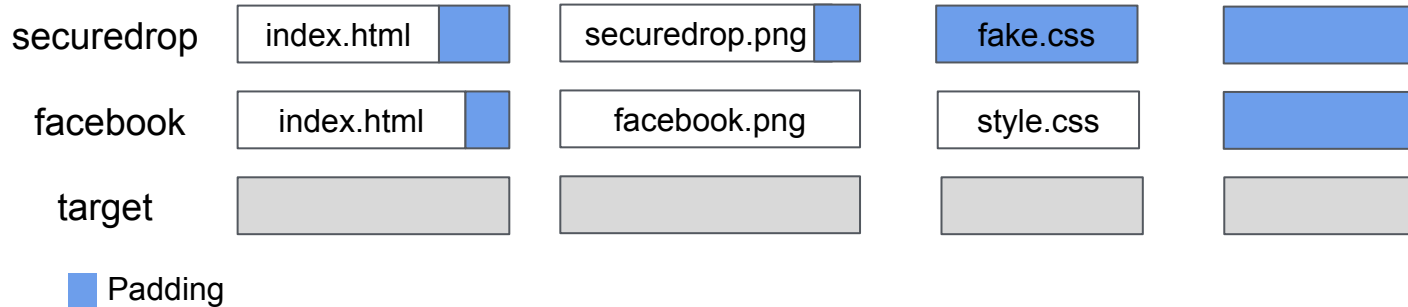 securedrop index.html securedrop.png fake.css
facebook index.html facebook.png style.css
target
Padding